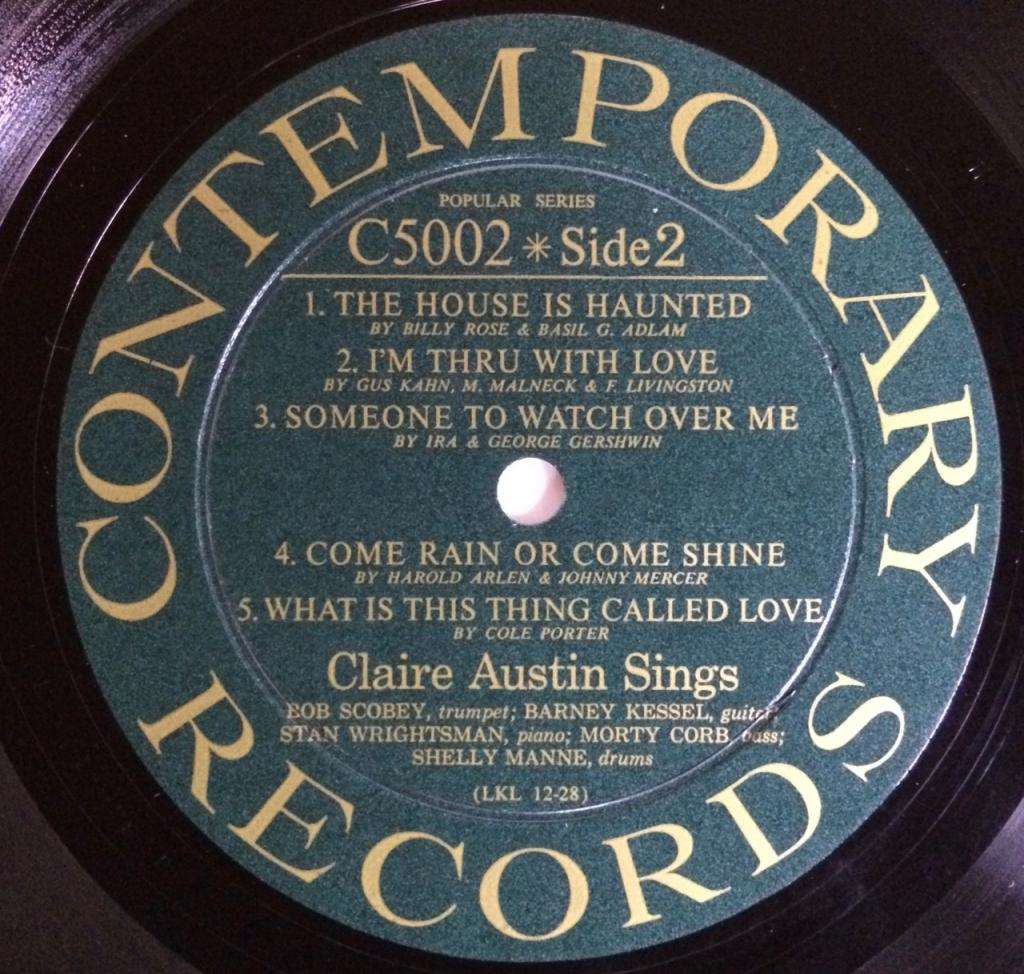 CONTEMPORARY
POPULAR SERIES
C5002 * Side 2
1. THE HOUSE IS HAUNTED
BY BILLY ROSE & BASIL G. ADLAM
2. I'M THRU WITH LOVE
BY GUS KAHN, M. MALNECK & F. LIVINGSTON
3. SOMEONE TO WATCH OVER ME
BY IRA & GEORGE GERSHWIN
4. COME RAIN OR COME SHINE
BY HAROLD ARLEN & JOHNNY MERCER
5. WHAT IS THIS THING CALLED LOVE
BY COLE PORTER
Claire Austin Sings
BOB SCOBEY, trumpet; BARNEY KESSEL, guitar;
STAN WRIGHTSMAN, piano; MORTY CORB bass;
SHELLY MANNE, drums
(LKL 12-28)
RECORDS